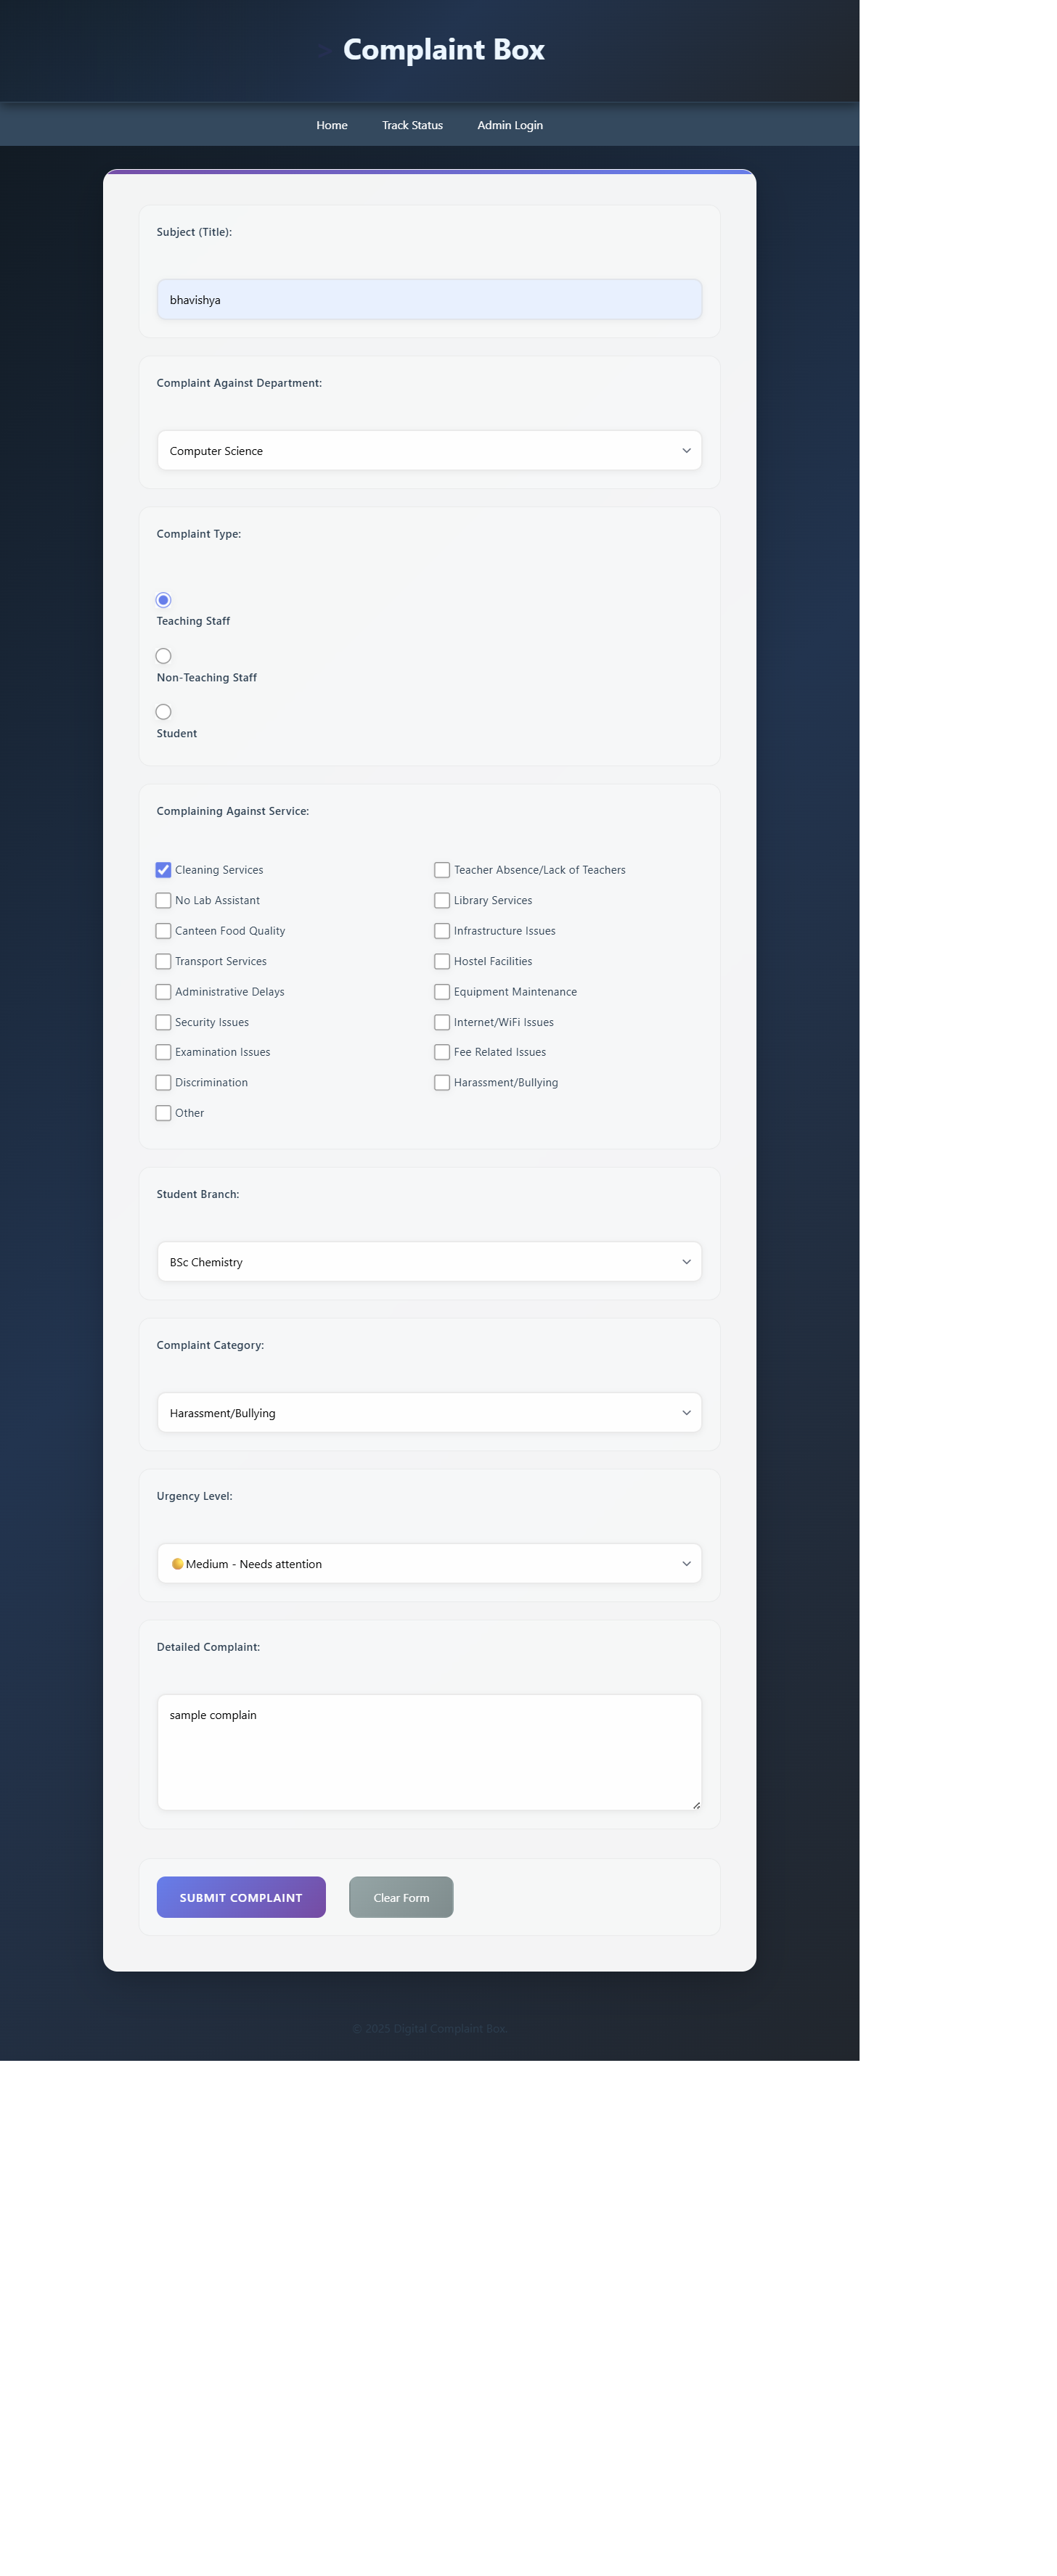 > Complaint Box
Home Track Status Admin Login
Subject (Title):
bhavishya
Complaint Against Department:
Computer Science
Complaint Type:
Teaching Staff
Non-Teaching Staff
Student
Complaining Against Service:
Cleaning Services Teacher Absence/Lack of Teachers
No Lab Assistant Library Services
Canteen Food Quality Infrastructure Issues
Transport Services Hostel Facilities
Administrative Delays Equipment Maintenance
Security Issues Internet/WiFi Issues
Examination Issues Fee Related Issues
Discrimination Harassment/Bullying
Other
Student Branch:
BSc Chemistry
Complaint Category:
Harassment/Bullying
Urgency Level:
Medium - Needs attention
Detailed Complaint:
sample complain
SUBMIT COMPLAINT Clear Form
© 2025 Digital Complaint Box.